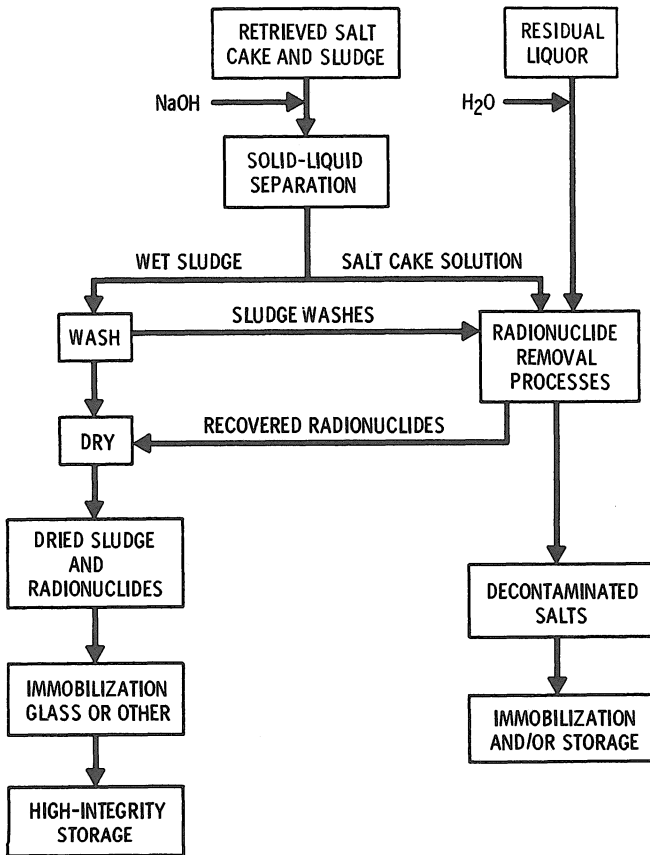 RETRIEVED SALT
CAKE AND SLUDGE
RESIDUAL
LIQUOR
NaOH
H₂O
SOLID-LIQUID
SEPARATION
WET SLUDGE
SALT CAKE SOLUTION
WASH
SLUDGE WASHES
RADIONUCLIDE
REMOVAL
PROCESSES
DRY
RECOVERED RADIONUCLIDES
DRIED SLUDGE
AND
RADIONUCLIDES
DECONTAMINATED
SALTS
IMMOBILIZATION
GLASS OR OTHER
IMMOBILIZATION
AND/OR STORAGE
HIGH-INTEGRITY
STORAGE